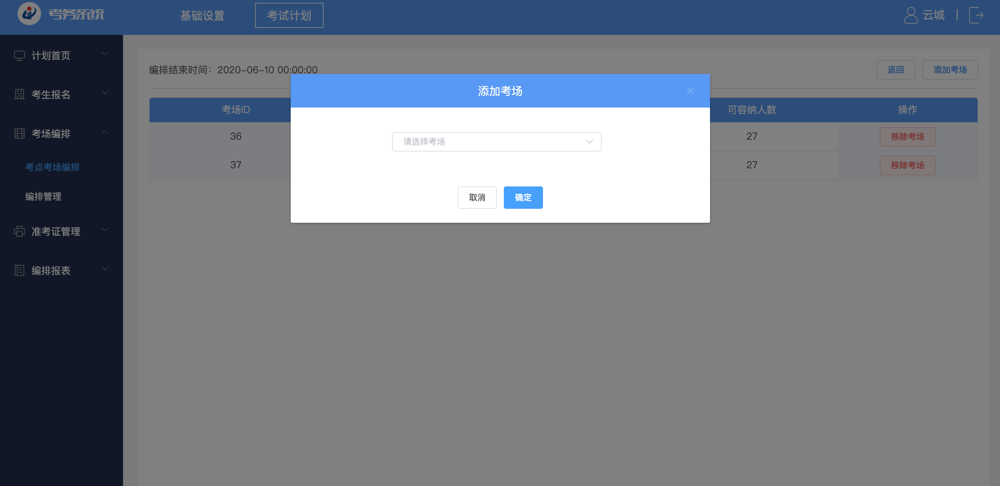 考务系统 基础设置 考试计划 云城
计划首页
考生报名
考场编排
考点考场编排
编排管理
准考证管理
编排报表
编排结束时间：2020-06-10 00:00:00 返回 添加考场
考场ID 可容纳人数 操作
36 27 移除考场
37 27 移除考场
添加考场
请选择考场
取消 确定